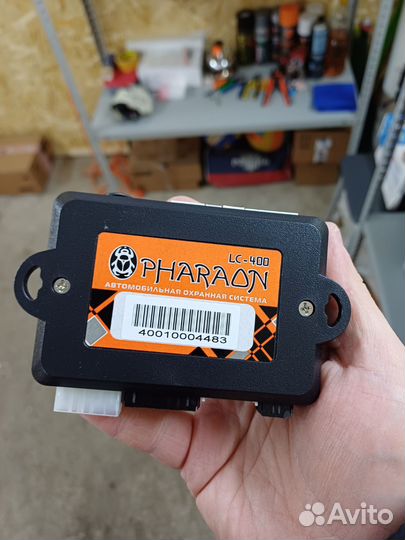 LC-400
PHARAON
АВТОМОБИЛЬНАЯ ОХРАННАЯ СИСТЕМА
40010004483
Avito